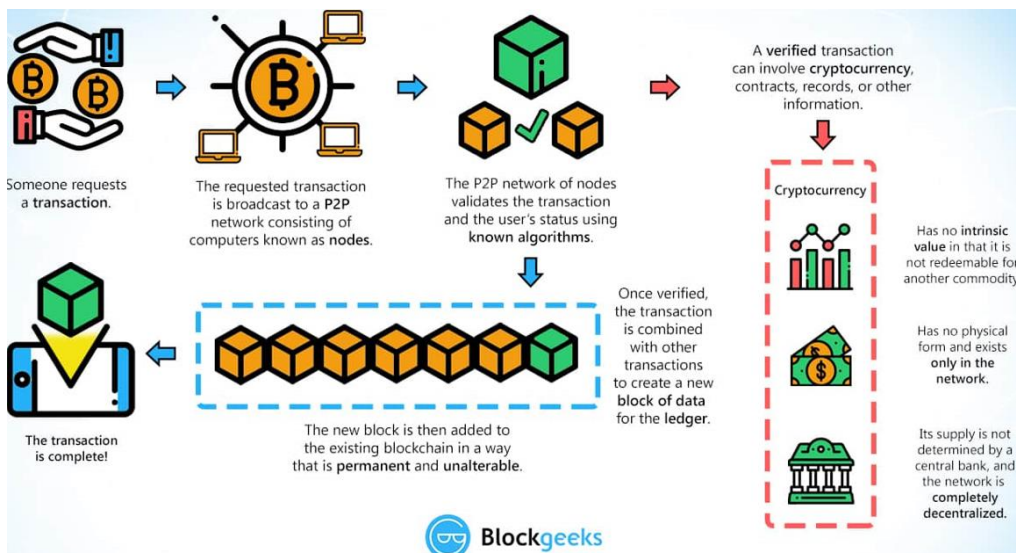 Someone requests
a transaction.
The requested transaction
is broadcast to a P2P
network consisting of
computers known as nodes.
The P2P network of nodes
validates the transaction
and the user's status using
known algorithms.
A verified transaction
can involve cryptocurrency,
contracts, records, or other
information.
Cryptocurrency
Has no intrinsic
value in that it is
not redeemable for
another commodity
Has no physical
form and exists
only in the
network.
Its supply is not
determined by a
central bank, and
the network is
completely
decentralized.
Once verified,
the transaction
is combined
with other
transactions
to create a new
block of data
for the ledger.
The new block is then added to
the existing blockchain in a way
that is permanent and unalterable.
The transaction
is complete!
Blockgeeks